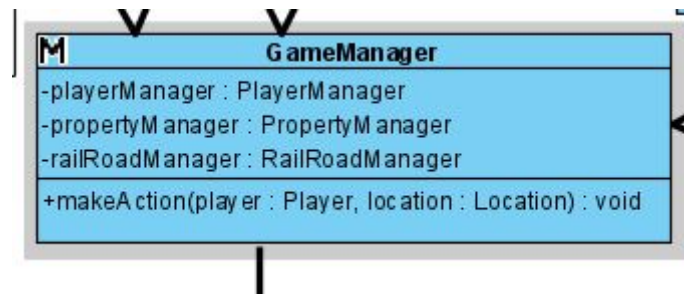 M
GameManager
-playerManager : PlayerManager
-propertyManager : PropertyManager
-railRoadManager : RailRoadManager
+makeAction(player : Player, location : Location) : void